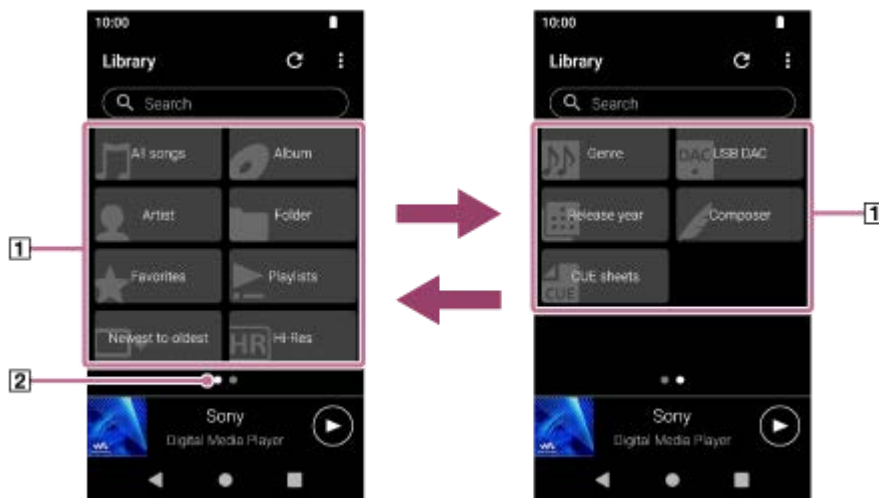 10:00
Library
Search
All songs
Album
Artist
Folder
Favorites
Playlists
Newest to oldest
HR
Hi-Res
1
2
Sony
Digital Media Player
10:00
Library
Search
Genre
DAC
USB DAC
Release year
Composer
CUE sheets
CUE
1
Sony
Digital Media Player